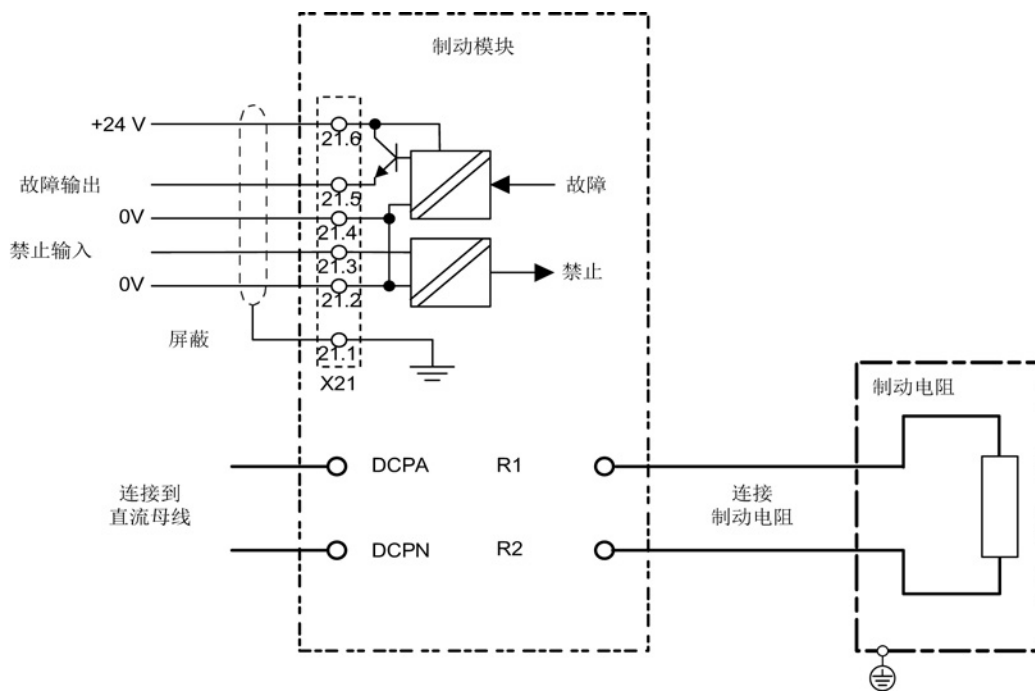 制动模块
+24 V
21.6
故障输出
21.5
故障
0V
21.4
禁止输入
21.3
禁止
0V
21.2
屏蔽
21.1
X21
制动电阻
DCPA
R1
连接到
直流母线
连接
制动电阻
DCPN
R2